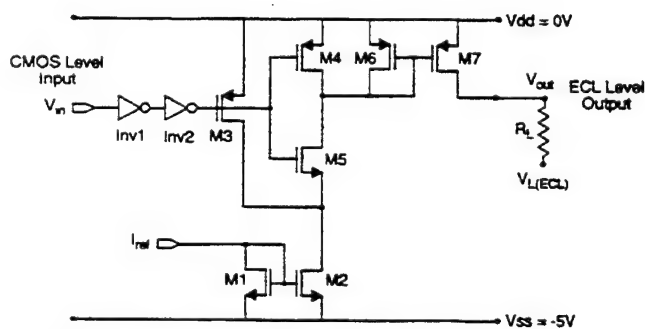 Vdd = 0V
CMOS Level
Input
Vin
Inv1
Inv2
M3
M4
M5
M6
M7
Vout
ECL Level
Output
RL
VL(ECL)
Iref
M1
M2
Vss = -5V